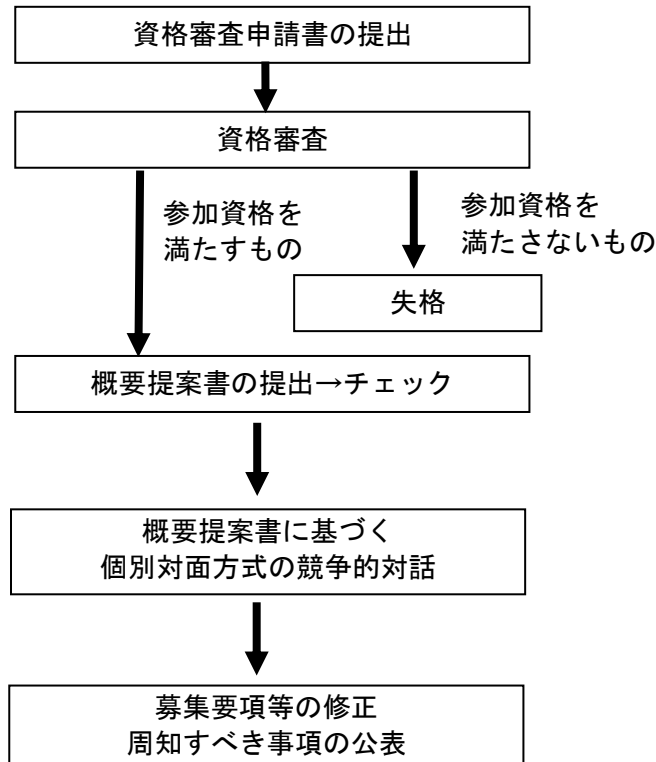 資格審査申請書の提出
資格審査
参加資格を
満たすもの
参加資格を
満たさないもの
失格
概要提案書の提出→チェック
概要提案書に基づく
個別対面方式の競争的対話
募集要項等の修正
周知すべき事項の公表